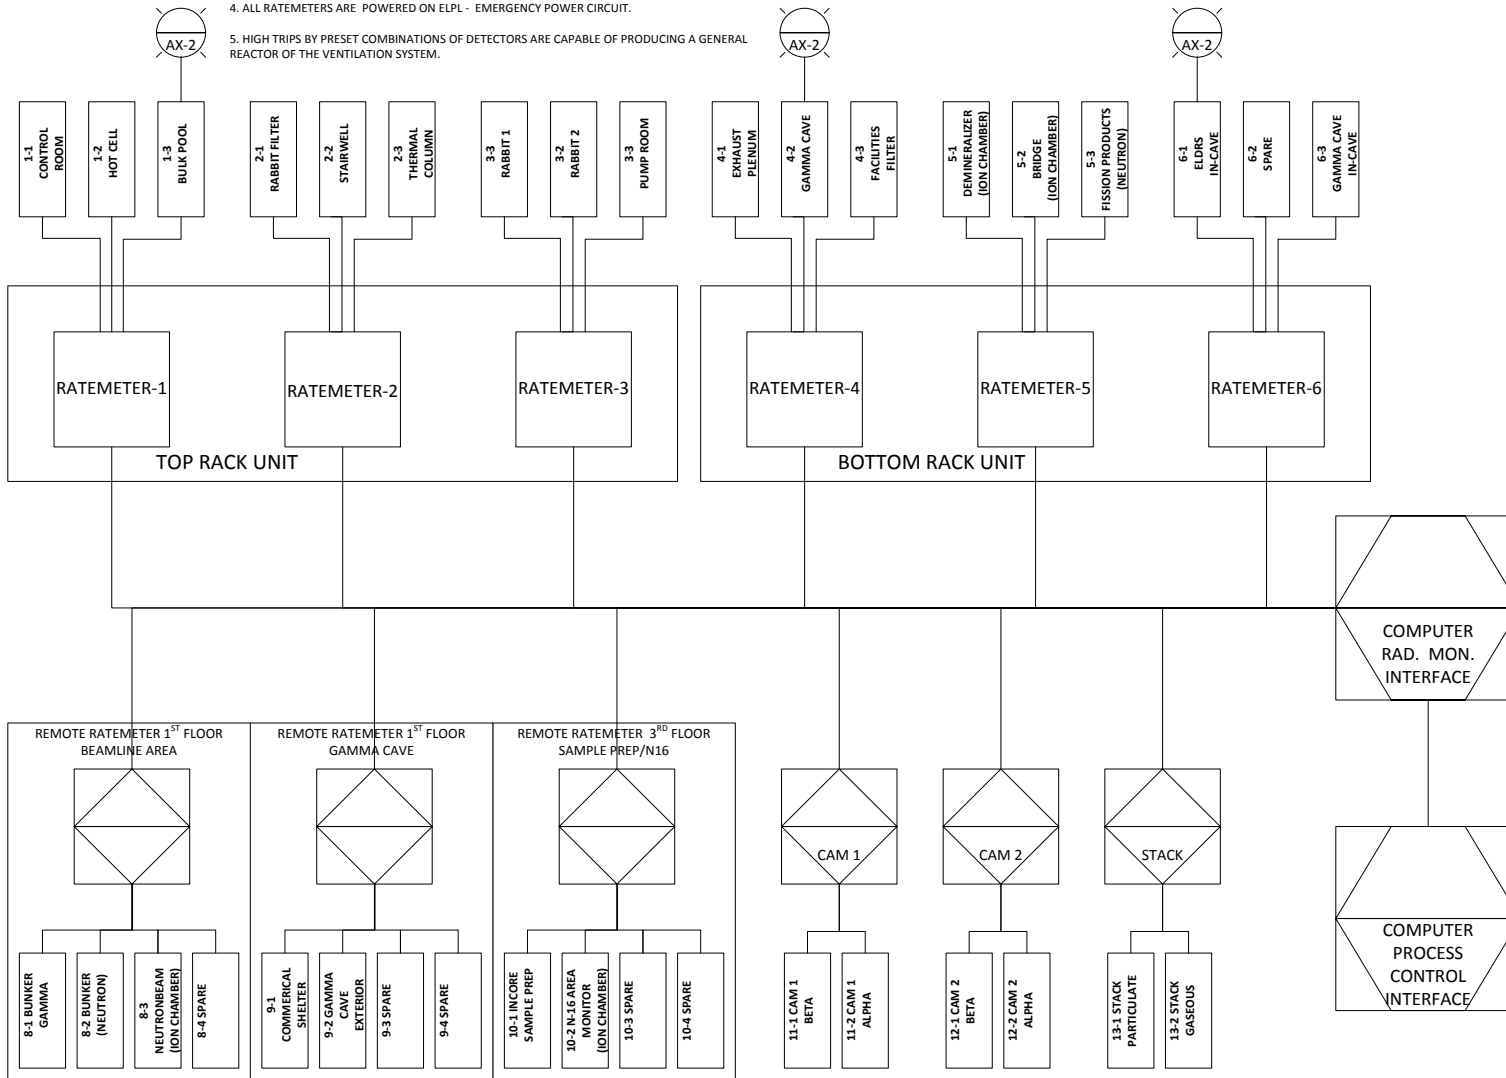 4. ALL RATEMETERS ARE POWERED ON ELPL - EMERGENCY POWER CIRCUIT.
5. HIGH TRIPS BY PRESET COMBINATIONS OF DETECTORS ARE CAPABLE OF PRODUCING A GENERAL
REACTOR OF THE VENTILATION SYSTEM.
AX-2
AX-2
AX-2
1-1
CONTROL
ROOM
1-2
HOT CELL
1-3
BULK POOL
2-1
RABBIT FILTER
2-2
STAIRWELL
2-3
THERMAL
COLUMIN
3-3
RABBIT 1
3-2
RABBIT 2
3-3
PUMP ROOM
4-1
EXHAUST
PLENUM
4-2
GAMMA CAVE
4-3
FACILITIES
FILTER
5-1
DEMINERALIZER
(ION CHAMBER)
5-2
BRIDGE
(ION CHAMBER)
5-3
FISSION PRODUCTS
(NEUTRON)
6-1
ELDRS
IN-CAVE
6-2
SPARE
6-3
GAMMA CAVE
IN-CAVE
RATEMETER-1
RATEMETER-2
RATEMETER-3
RATEMETER-4
RATEMETER-5
RATEMETER-6
TOP RACK UNIT
BOTTOM RACK UNIT
COMPUTER
RAD. MON.
INTERFACE
REMOTE RATEMETER 1ST FLOOR
BEAMLINE AREA
REMOTE RATEMETER 1ST FLOOR
GAMMA CAVE
REMOTE RATEMETER 3RD FLOOR
SAMPLE PREP/N16
CAM 1
CAM 2
STACK
COMPUTER
PROCESS
CONTROL
INTERFACE
8-1 BUNKER
GAMMA
8-2 BUNKER
(NEUTRON)
8-3
NEUTRONBEAM
(ION CHAMBER)
8-4 SPARE
9-1
COMMERICAL
SHELTER
9-2 GAMMA
CAVE
EXTERIOR
9-3 SPARE
9-4 SPARE
10-1 INCORE
SAMPLE PREP
10-2 N-16 AREA
MONITOR
(ION CHAMBER)
10-3 SPARE
10-4 SPARE
11-1 CAM 1
BETA
11-2 CAM 1
ALPHA
12-1 CAM 2
BETA
12-2 CAM 2
ALPHA
13-1 STACK
PARTICULATE
13-2 STACK
GASEOUS